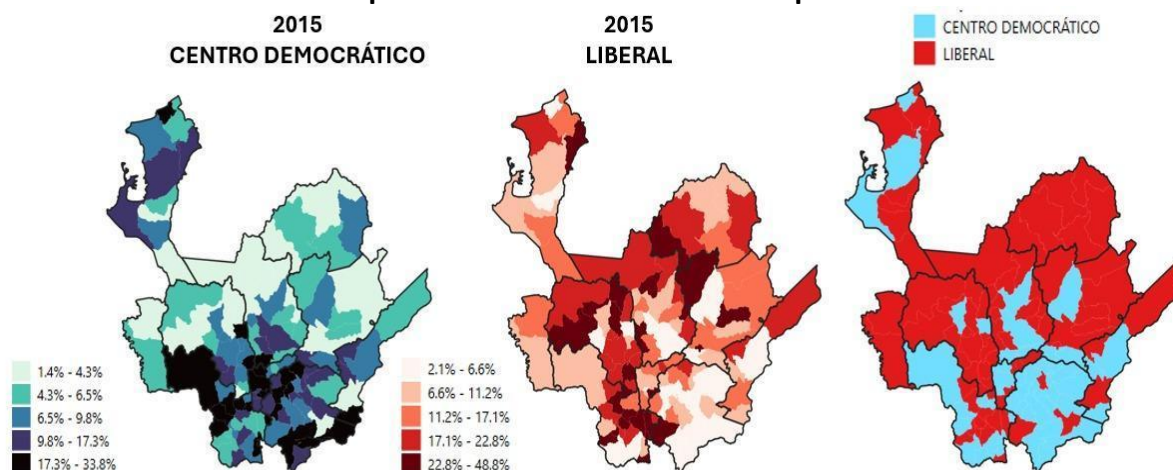 2015
CENTRO DEMOCRÁTICO
2015
LIBERAL
CENTRO DEMOCRÁTICO
LIBERAL
1.4% - 4.3%
4.3% - 6.5%
6.5% - 9.8%
9.8% - 17.3%
17.3% - 33.8%
2.1% - 6.6%
6.6% - 11.2%
11.2% - 17.1%
17.1% - 22.8%
22.8% - 48.8%